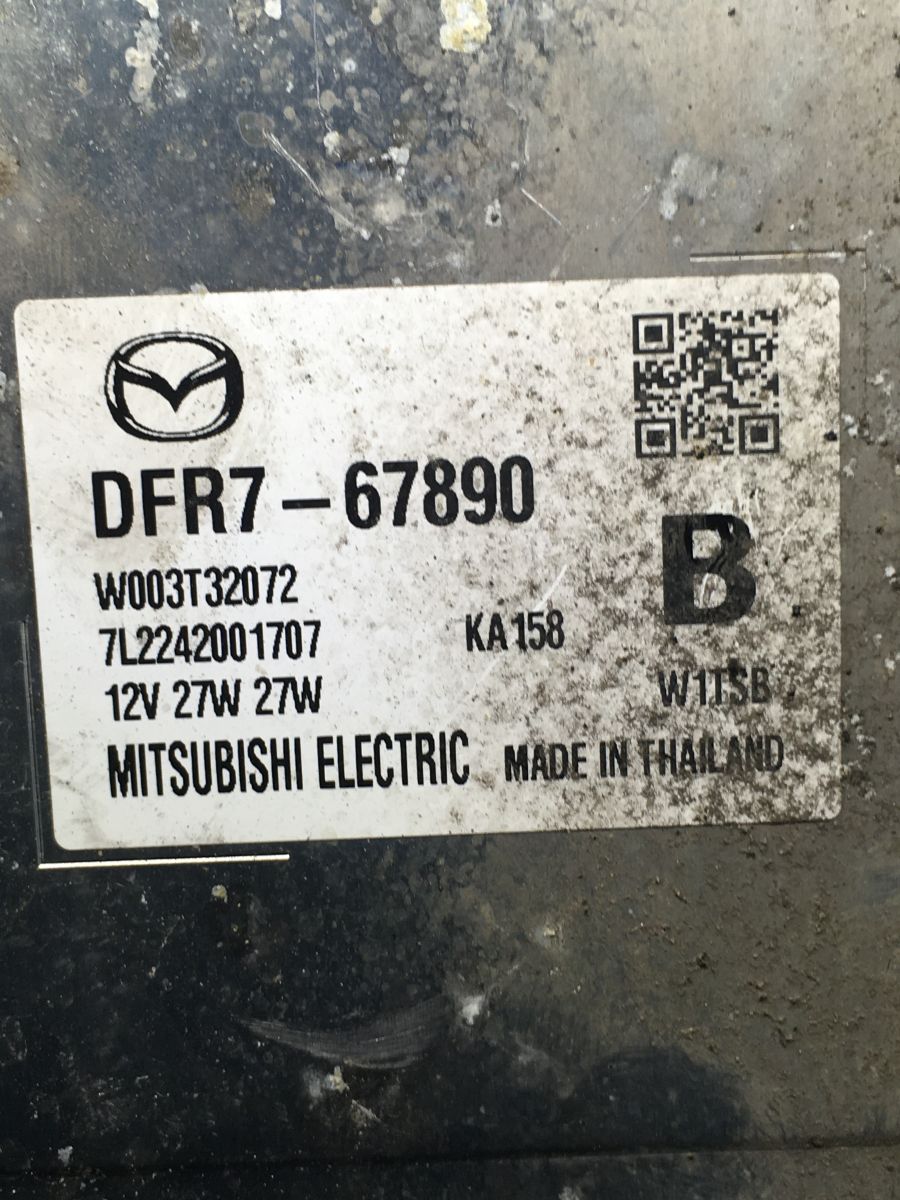 DFR7-67890
B
W003T32072
7L2242001707 KA158
12V 27W 27W W1TSB
MITSUBISHI ELECTRIC MADE IN THAILAND